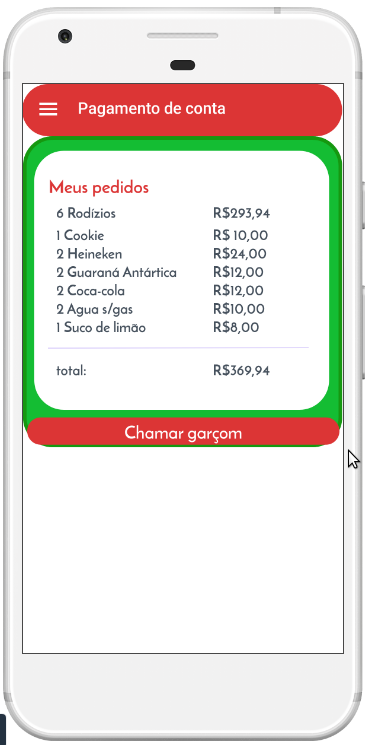 Pagamento de conta
Meus pedidos
6 Rodízios R$293,94
1 Cookie R$ 10,00
2 Heineken R$24,00
2 Guaraná Antártica R$12,00
2 Coca-cola R$12,00
2 Agua s/gas R$10,00
1 Suco de limão R$8,00
total: R$369,94
Chamar garçom